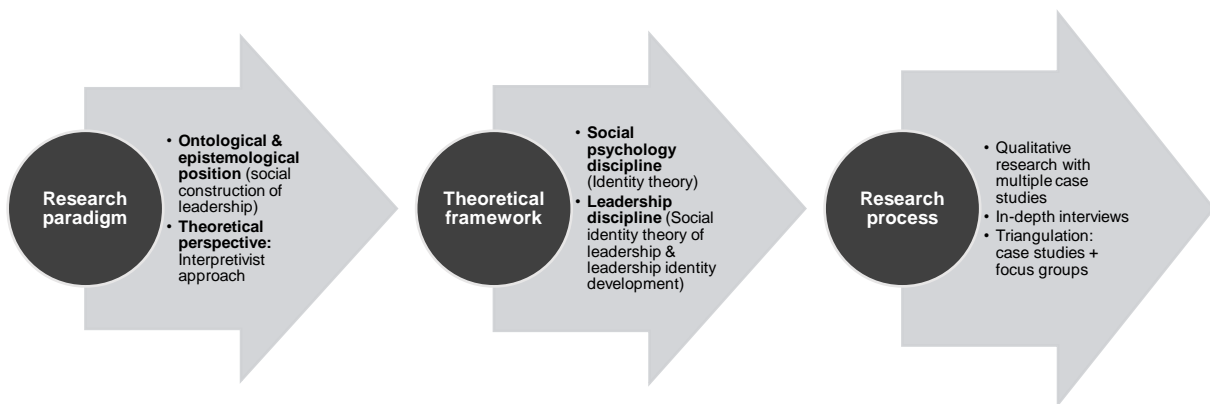 Research
paradigm
• Ontological &
epistemological
position (social
construction of
leadership)
• Theoretical
perspective:
Interpretivist
approach
Theoretical
framework
• Social
psychology
discipline
(Identity theory)
• Leadership
discipline (Social
identity theory of
leadership &
leadership identity
development)
Research
process
• Qualitative
research with
multiple case
studies
• In-depth interviews
• Triangulation:
case studies +
focus groups